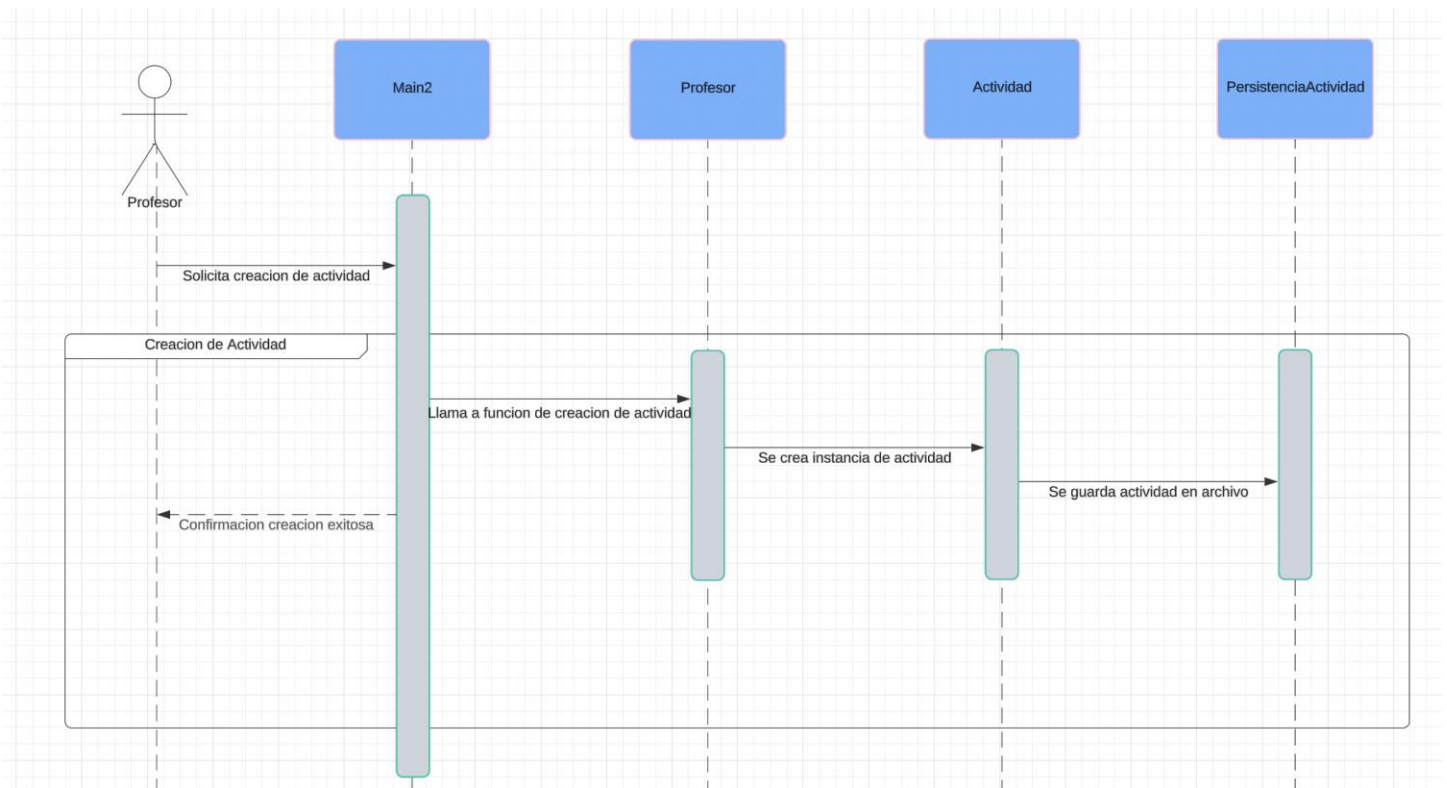 Main2
Profesor
Actividad
PersistenciaActividad
Profesor
Solicita creacion de actividad
Creacion de Actividad
Llama a funcion de creacion de actividad
Se crea instancia de actividad
Se guarda actividad en archivo
Confirmacion creacion exitosa